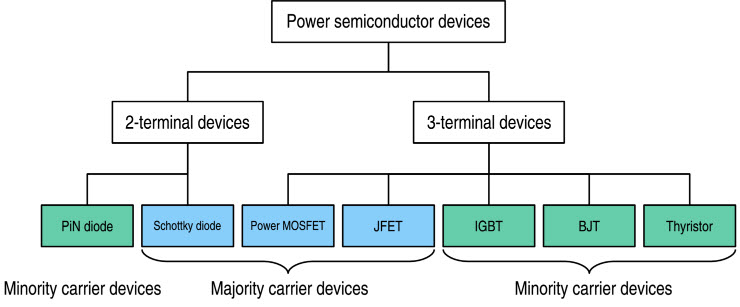 Power semiconductor devices
2-terminal devices
3-terminal devices
PiN diode
Schottky diode
Power MOSFET
JFET
IGBT
BJT
Thyristor
Minority carrier devices
Majority carrier devices
Minority carrier devices